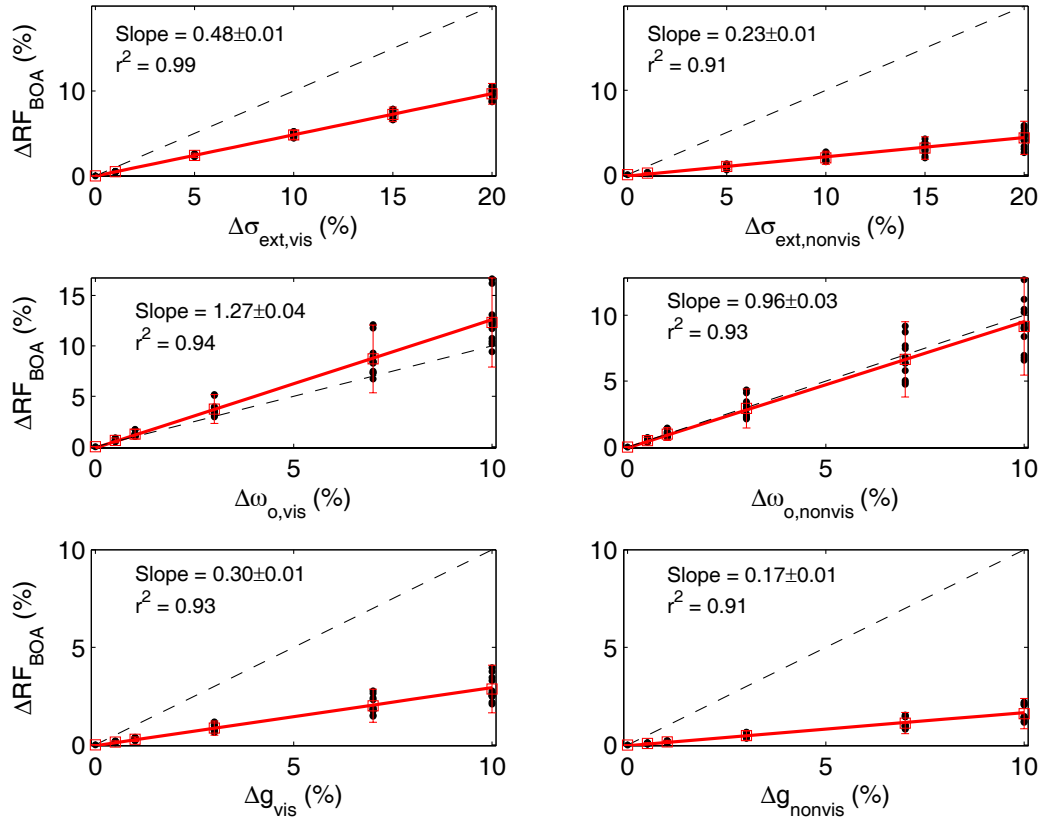 Slope = 0.48±0.01
r² = 0.99
10
0
0 5 10 15 20
ΔRF_BOA (%)
Δσ_ext,vis (%)
Slope = 0.23±0.01
r² = 0.91
10
0
0 5 10 15 20
Δσ_ext,nonvis (%)
Slope = 1.27±0.04
r² = 0.94
15
10
5
0
0 5 10
ΔRF_BOA (%)
Δω_o,vis (%)
Slope = 0.96±0.03
r² = 0.93
10
5
0
0 5 10
Δω_o,nonvis (%)
Slope = 0.30±0.01
r² = 0.93
10
5
0
0 5 10
ΔRF_BOA (%)
Δg_vis (%)
Slope = 0.17±0.01
r² = 0.91
10
5
0
0 5 10
Δg_nonvis (%)